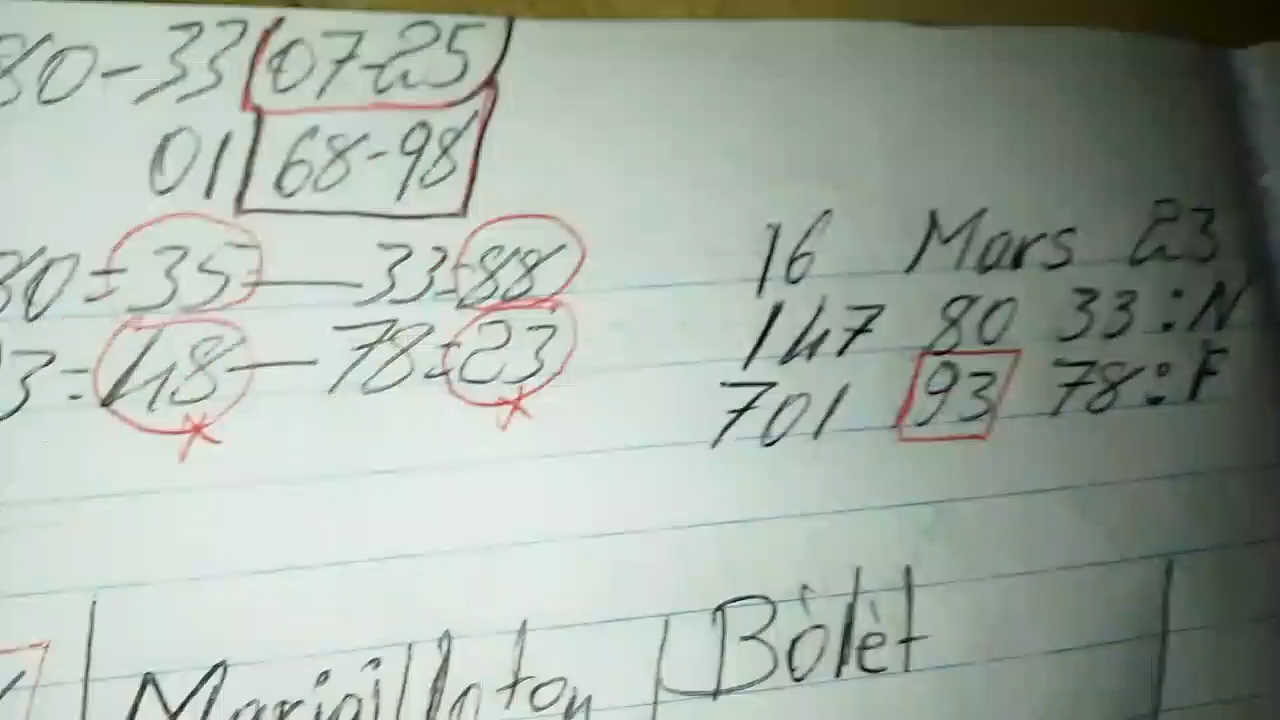 80-33 07-25
01 68-98
80=35 — 33=88
3=48 — 78=23
16 Mars 23
147 80 33:N
701 93 78:F
Bòlèt